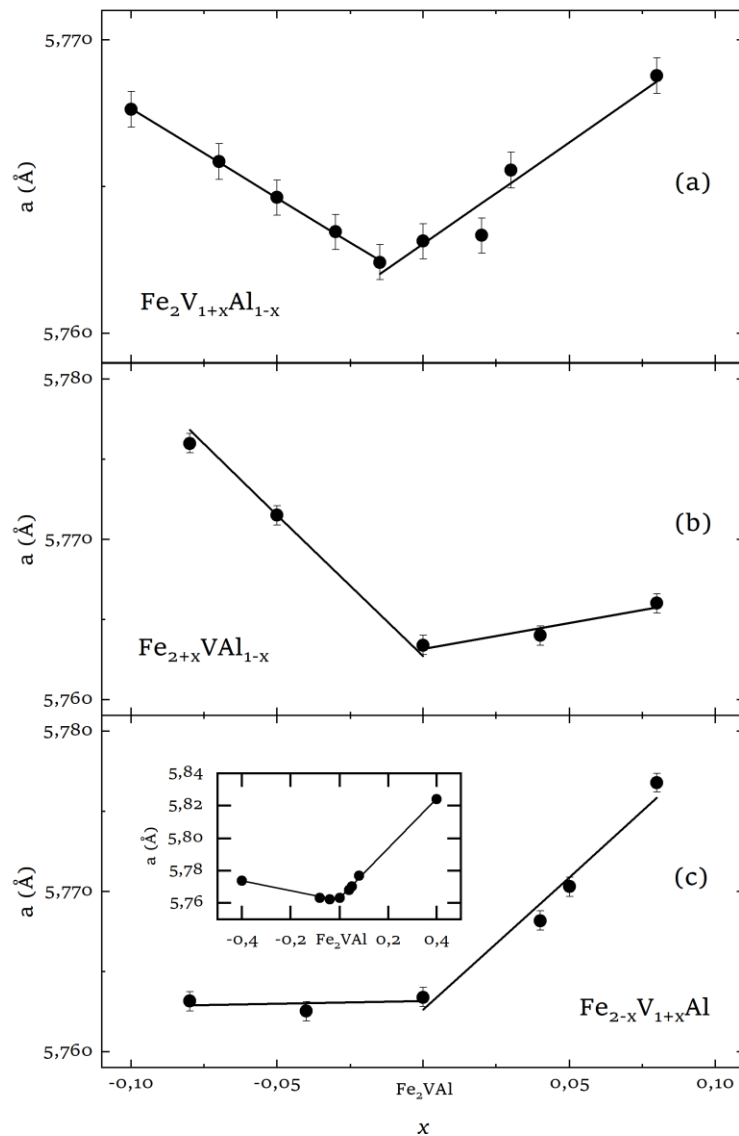 5,770
a (Å)
(a)
Fe₂V₁₊ₓAl₁₋ₓ
5,760
5,780
a (Å)
5,770
(b)
Fe₂₊ₓVAl₁₋ₓ
5,760
5,780
5,84
5,82
a (Å)
5,80
5,78
5,76
-0,4 -0,2 Fe₂VAl 0,2 0,4
a (Å)
5,770
(c)
Fe₂₋ₓV₁₊ₓAl
5,760
-0,10 -0,05 Fe₂VAl 0,05 0,10
x